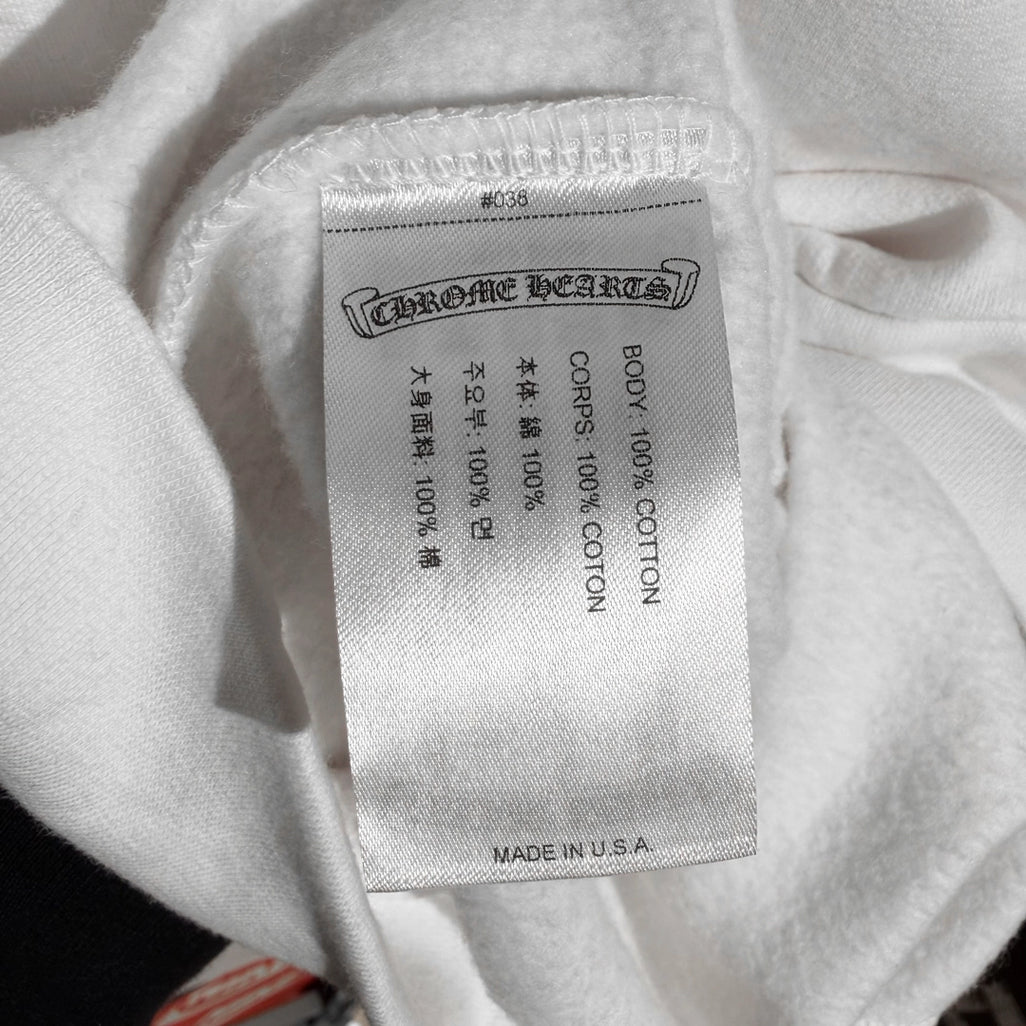 #038
CHROME HEARTS
BODY: 100% COTTON
CORPS: 100% COTON
本体: 綿 100%
주요부: 100% 면
大身面料: 100% 棉
MADE IN U.S.A.